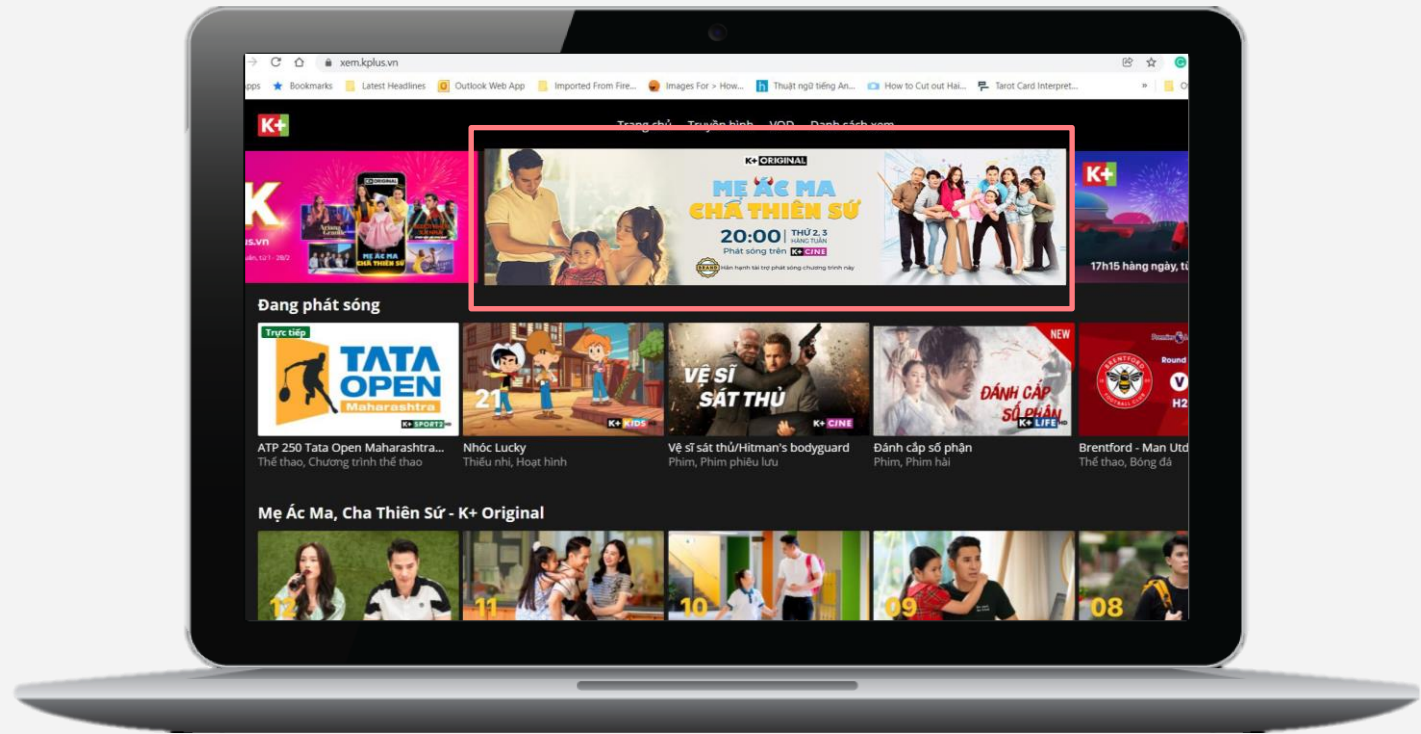 xem.kplus.vn
Bookmarks
Latest Headlines
Outlook Web App
Imported From Fire...
Images For > How...
Thuật ngữ tiếng An...
How to Cut out Hai...
Tarot Card Interpret...
K+
Trang chủ Truyền hình VOD Danh sách xem
K+ ORIGINAL
MẸ ÁC MA
CHA THIÊN SỨ
20:00 THỨ 2, 3
HÀNG TUẦN
Phát sóng trên K+ CINE
BRAND Hân hạnh tài trợ phát sóng chương trình này
K+
17h15 hàng ngày, từ
Đang phát sóng
Trực tiếp
TATA
OPEN
Maharashtra
K+ SPORT2
21
K+ KIDS
VỆ SĨ
SÁT THỦ
K+ CINE
NEW
ĐÁNH CẮP
SỐ PHẬN
K+ LIFE
BRENTFORD
Round
V
H2
ATP 250 Tata Open Maharashtra...
Thể thao, Chương trình thể thao
Nhóc Lucky
Thiếu nhi, Hoạt hình
Vệ sĩ sát thủ/Hitman's bodyguard
Phim, Phim phiêu lưu
Đánh cắp số phận
Phim, Phim hài
Brentford - Man Utd
Thể thao, Bóng đá
Mẹ Ác Ma, Cha Thiên Sứ - K+ Original
12
11
10
09
08